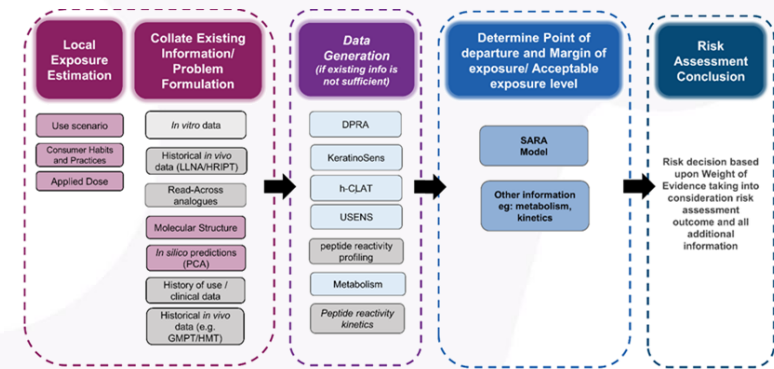 Local
Exposure
Estimation
Use scenario
Consumer Habits
and Practices
Applied Dose
Collate Existing
Information/
Problem
Formulation
In vitro data
Historical in vivo
data (LLNA/HRIPT)
Read-Across
analogues
Molecular Structure
In silico predictions
(PCA)
History of use /
clinical data
Historical in vivo
data (e.g.
GMPT/HMT)
Data
Generation
(if existing info is
not sufficient)
DPRA
KeratinoSens
h-CLAT
USENS
peptide reactivity
profiling
Metabolism
Peptide reactivity
kinetics
Determine Point of
departure and Margin of
exposure/ Acceptable
exposure level
SARA
Model
Other information
eg: metabolism,
kinetics
Risk
Assessment
Conclusion
Risk decision based
upon Weight of
Evidence taking into
consideration risk
assessment
outcome and all
additional
information